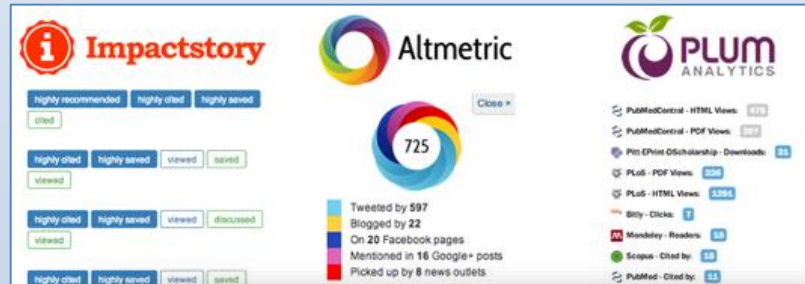 Impactstory
highly recommended highly cited highly saved
cited
highly cited highly saved viewed saved
viewed
highly cited highly saved viewed discussed
viewed
highly cited highly saved viewed saved
Altmetric
Close ×
725
Tweeted by 597
Blogged by 22
On 20 Facebook pages
Mentioned in 16 Google+ posts
Picked up by 8 news outlets
PLUM
ANALYTICS
PubMedCentral - HTML Views:
PubMedCentral - PDF Views:
Pitt-EPrint-DScholarship - Downloads: 31
PLoS - PDF Views:
PLoS - HTML Views: 1291
Bitly - Clicks: 7
Mendeley - Readers: 15
Scopus - Cited by:
PubMed - Cited by: 11